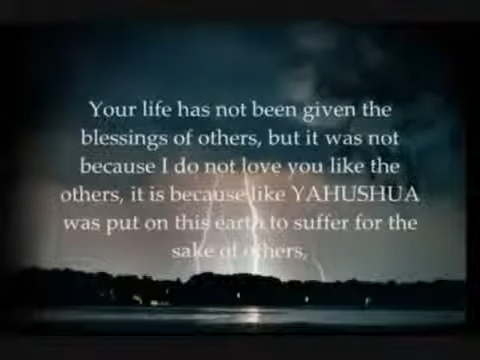 Your life has not been given the
blessings of others, but it was not
because I do not love you like the
others, it is because like YAHUSHUA
was put on this earth to suffer for the
sake of others,